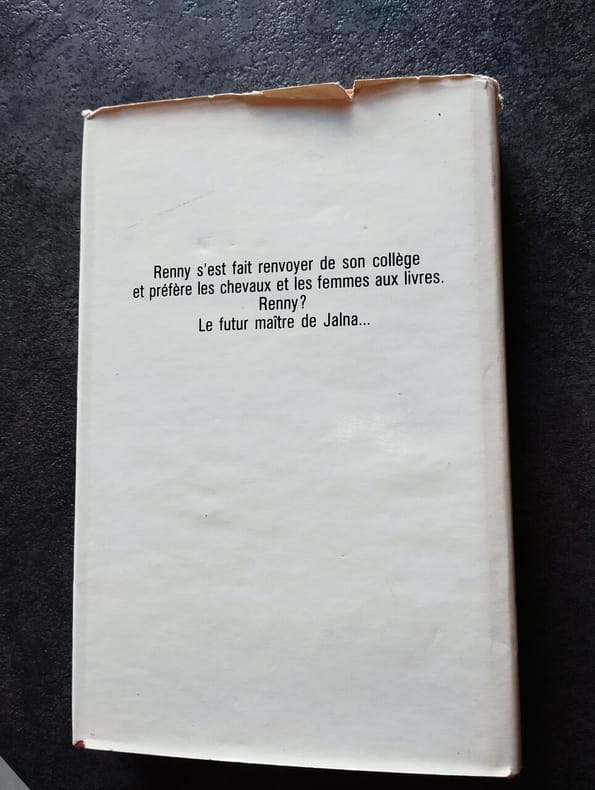 Renny s'est fait renvoyer de son collège
et préfère les chevaux et les femmes aux livres.
Renny?
Le futur maître de Jalna...